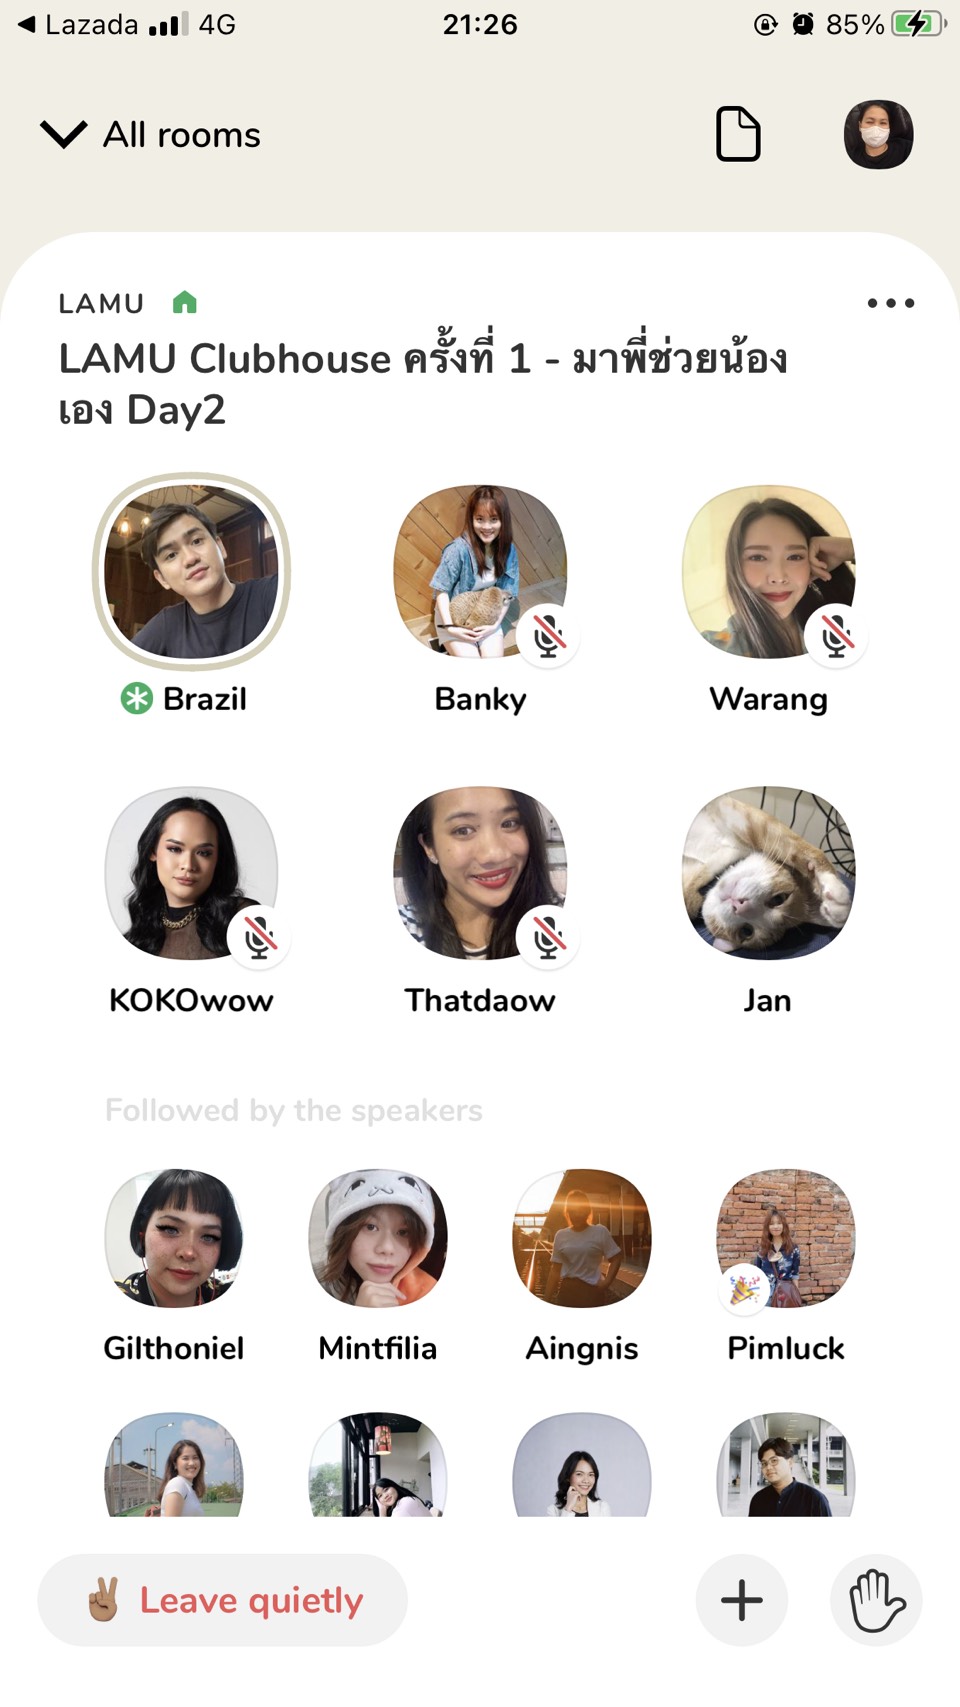 Lazada 4G 21:26 85%
All rooms
LAMU
LAMU Clubhouse ครั้งที่ 1 - มาพี่ช่วยน้อง
เอง Day2
Brazil Banky Warang
KOKOwow Thatdaow Jan
Followed by the speakers
Gilthoniel Mintfilia Aingnis Pimluck
Leave quietly